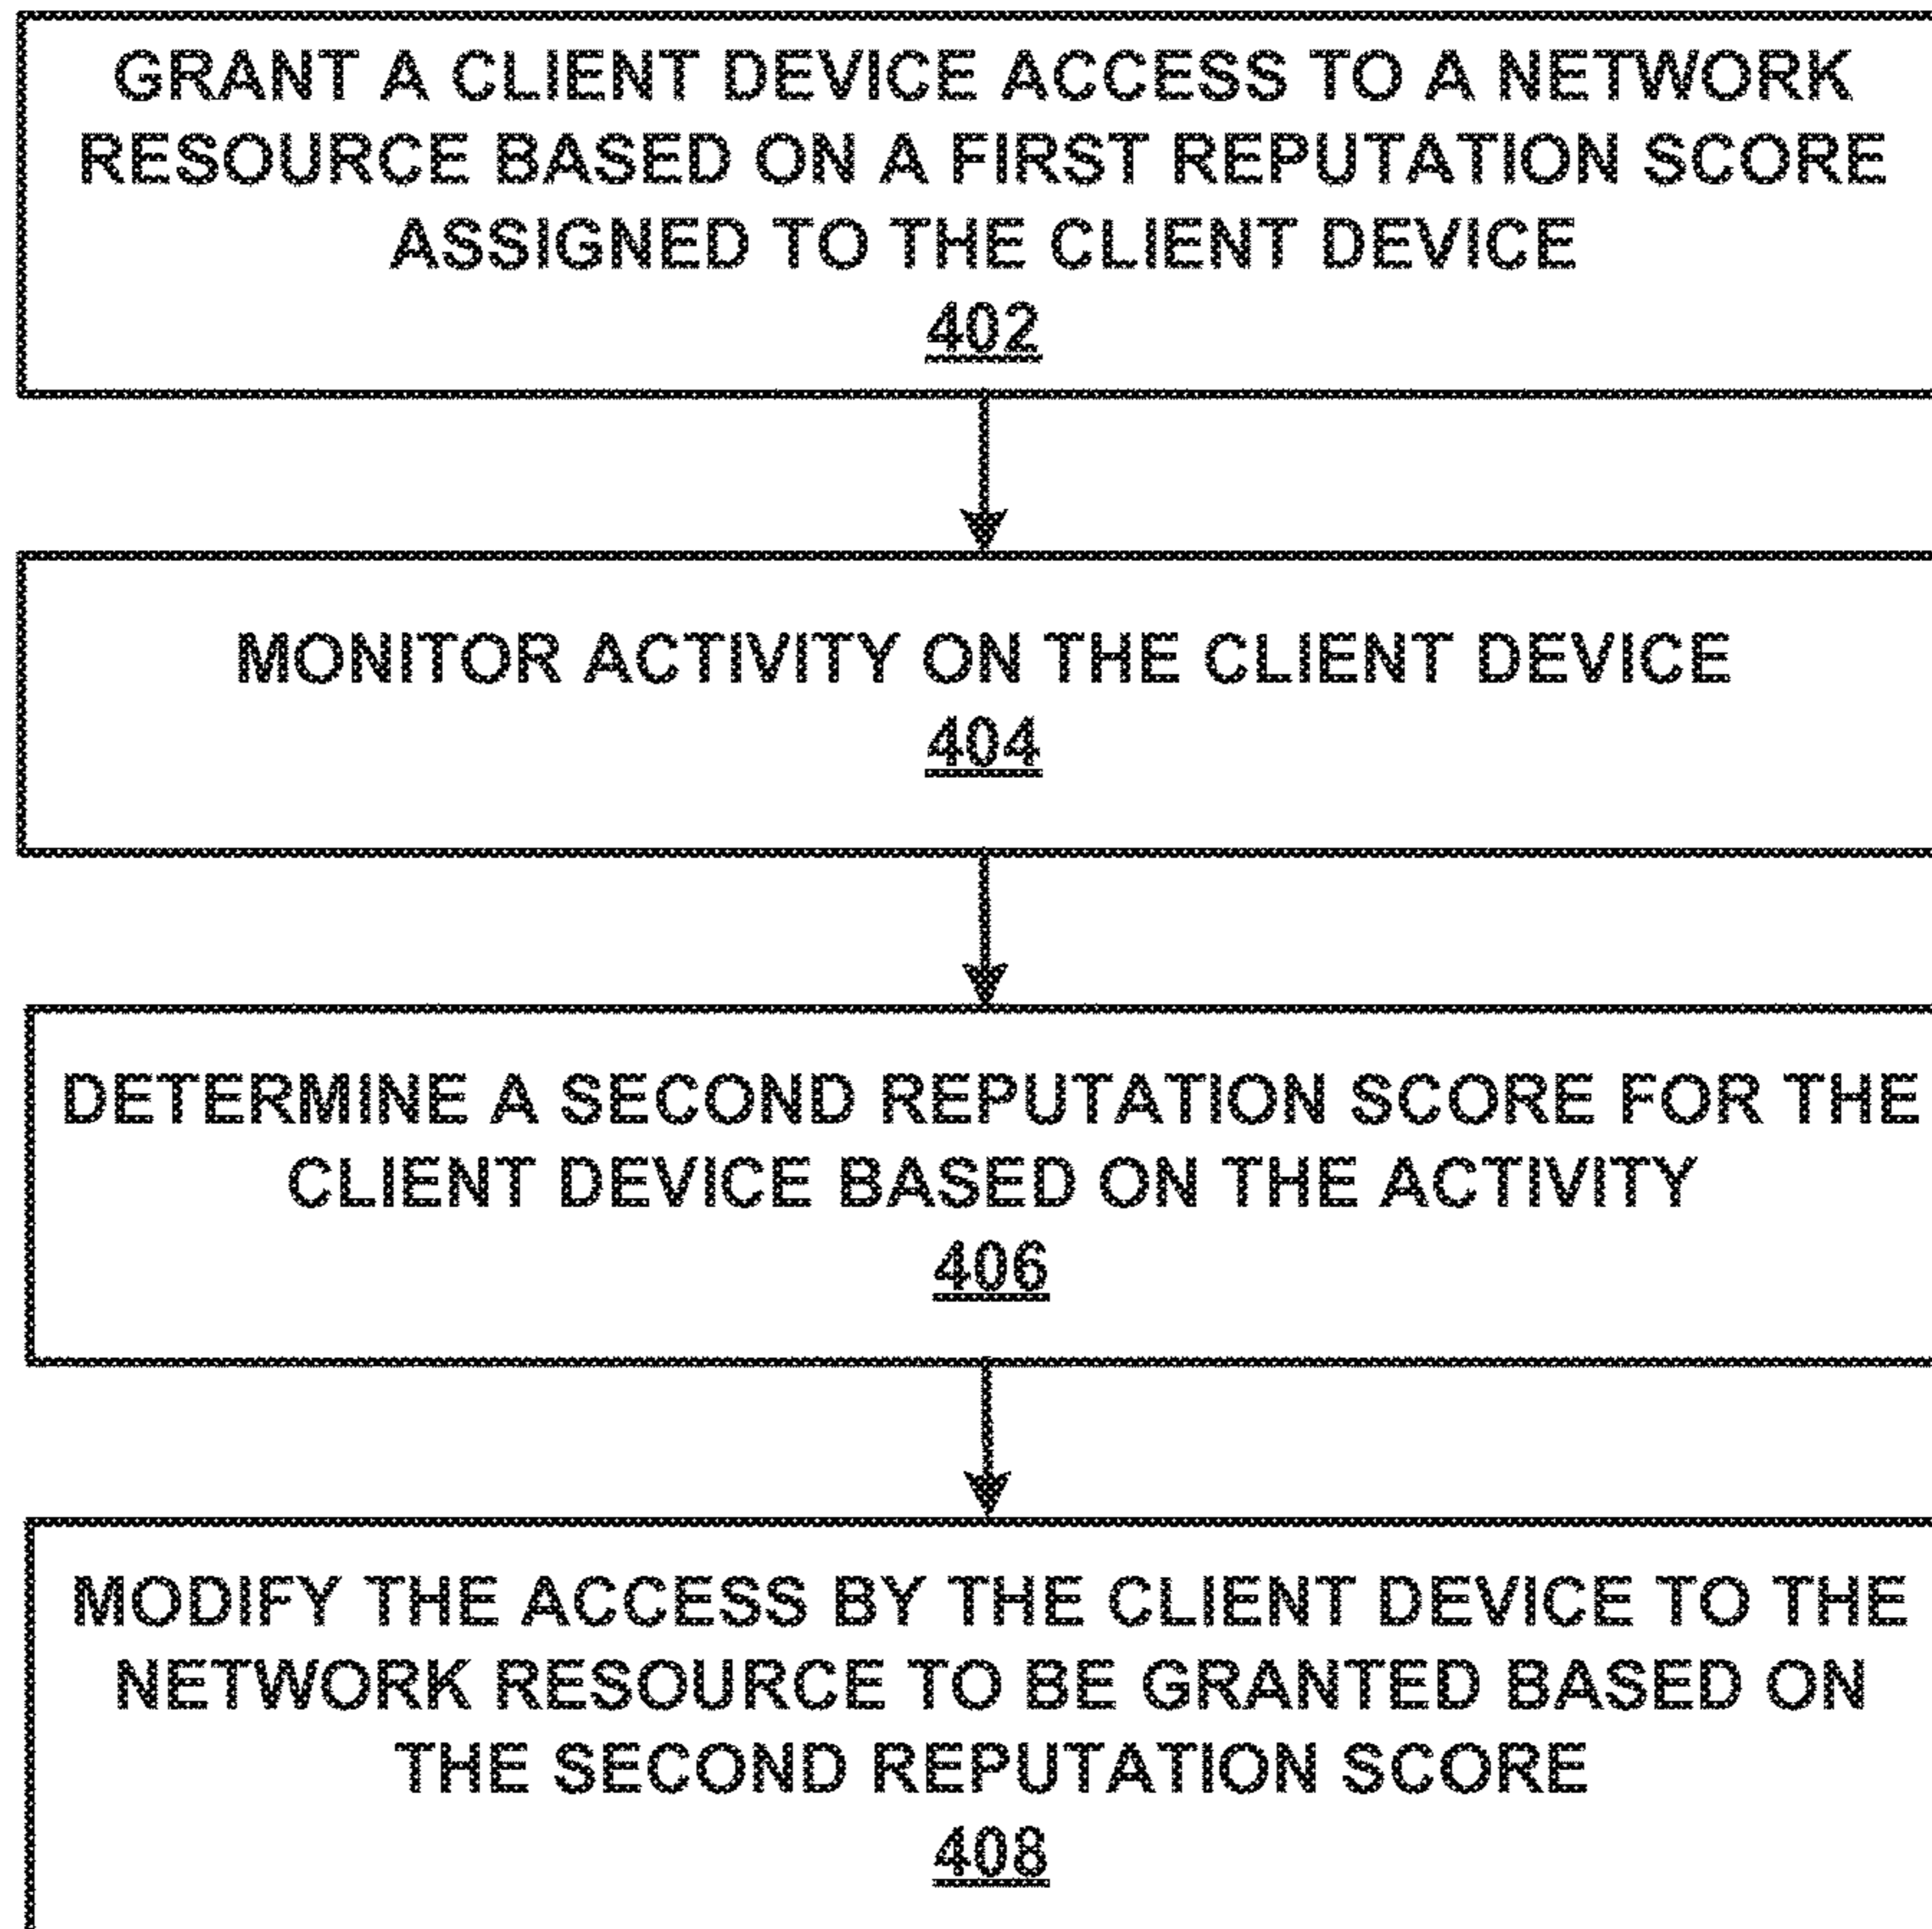 GRANT A CLIENT DEVICE ACCESS TO A NETWORK
RESOURCE BASED ON A FIRST REPUTATION SCORE
ASSIGNED TO THE CLIENT DEVICE
402
MONITOR ACTIVITY ON THE CLIENT DEVICE
404
DETERMINE A SECOND REPUTATION SCORE FOR THE
CLIENT DEVICE BASED ON THE ACTIVITY
406
MODIFY THE ACCESS BY THE CLIENT DEVICE TO THE
NETWORK RESOURCE TO BE GRANTED BASED ON
THE SECOND REPUTATION SCORE
408